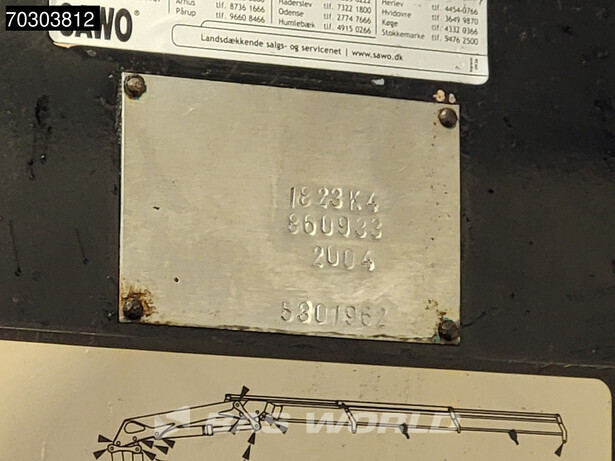 70303812
SAWO
Århus tlf. 8736 1666
Pårup tlf. 9660 8466
Haderslev tlf. 7322 1800
Odense tlf. 2774 7666
Humlebæk tlf. 4915 0266
Herlev tlf. 4454 0766
Hvidovre tlf. 3649 9870
Køge tlf. 4332 0366
Stokkemarke tlf. 9476 2500
Landsdækkende salgs- og servicenet | www.sawo.dk
1823K4
860933
2004
5301962
BAS WORLD